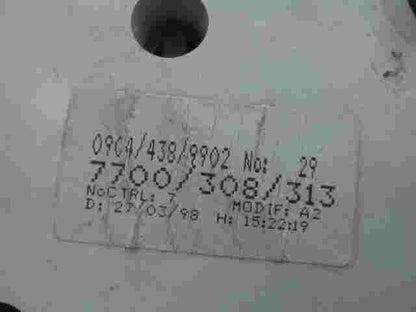 09C4/438/9902 No: 29
7700/308/313
NoCTRL: 7 MODIF: A2
D: 27/03/98 H: 15:22:19